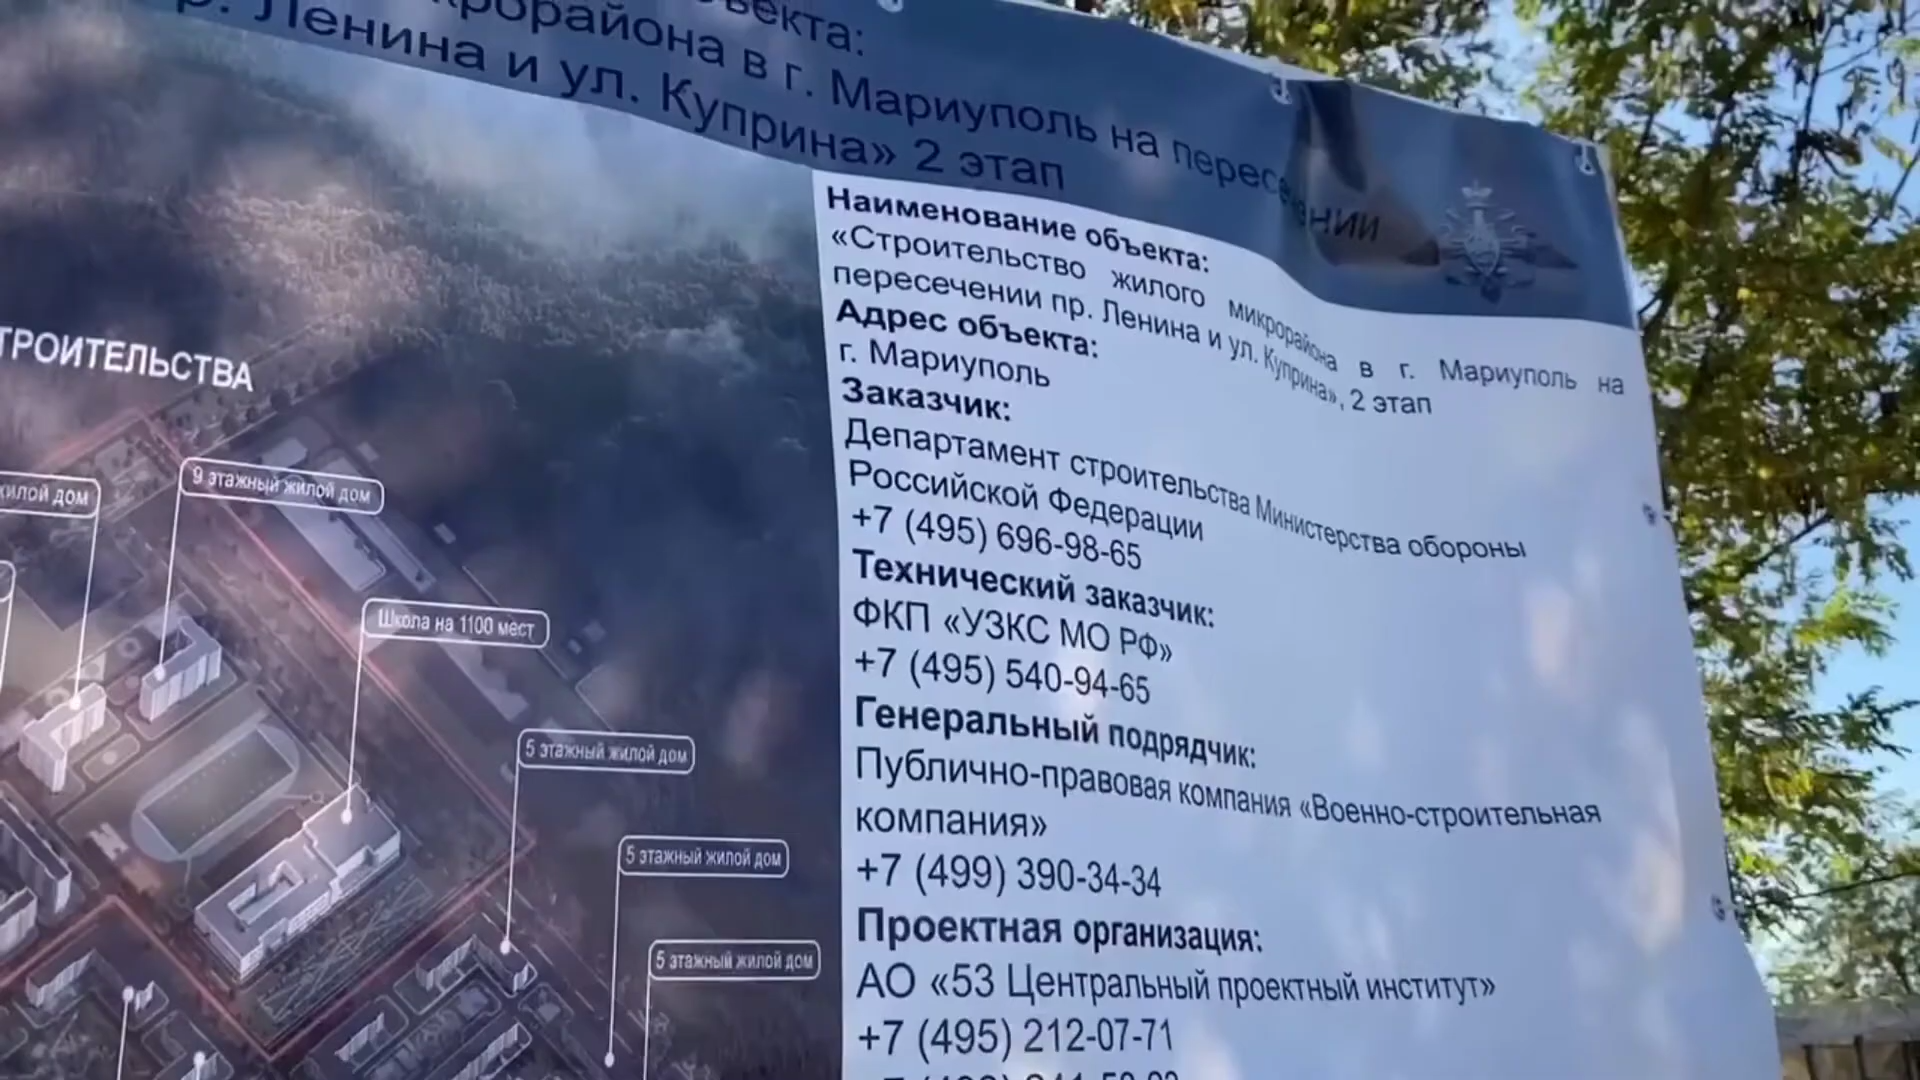 объекта:
микрорайона в г. Мариуполь на пересечении
пр. Ленина и ул. Куприна» 2 этап
Наименование объекта:
«Строительство жилого микрорайона в г. Мариуполь на
пересечении пр. Ленина и ул. Куприна», 2 этап
Адрес объекта:
г. Мариуполь
Заказчик:
Департамент строительства Министерства обороны
Российской Федерации
+7 (495) 696-98-65
Технический заказчик:
ФКП «УЗКС МО РФ»
+7 (495) 540-94-65
Генеральный подрядчик:
Публично-правовая компания «Военно-строительная
компания»
+7 (499) 390-34-34
Проектная организация:
АО «53 Центральный проектный институт»
+7 (495) 212-07-71
ТРОИТЕЛЬСТВА
жилой дом
9 этажный жилой дом
Школа на 1100 мест
5 этажный жилой дом
5 этажный жилой дом
5 этажный жилой дом